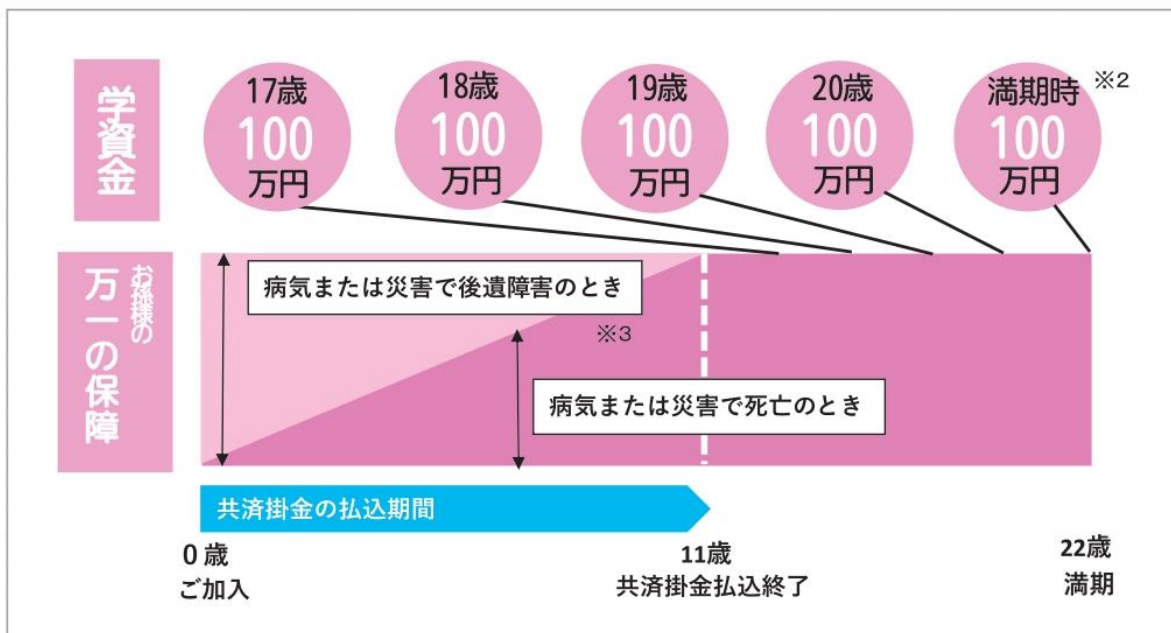 学資金
17歳
100
万円
18歳
100
万円
19歳
100
万円
20歳
100
万円
満期時
100
万円
※2
お孫様の
万一の保障
病気または災害で後遺障害のとき
※3
病気または災害で死亡のとき
共済掛金の払込期間
0歳
ご加入
11歳
共済掛金払込終了
22歳
満期